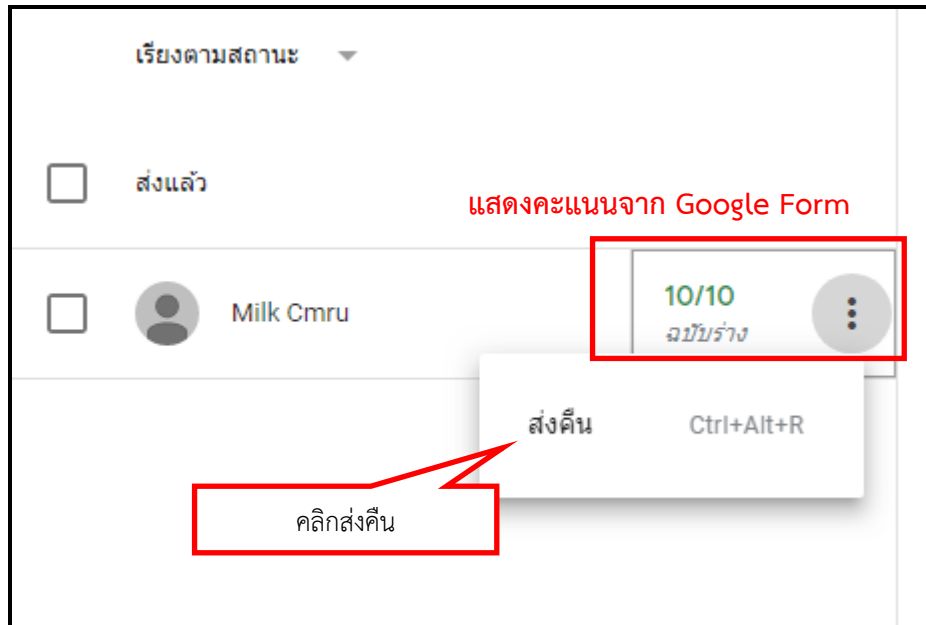 เรียงตามสถานะ
ส่งแล้ว
แสดงคะแนนจาก Google Form
Milk Cmru
10/10
ฉบับร่าง
ส่งคืน Ctrl+Alt+R
คลิกส่งคืน